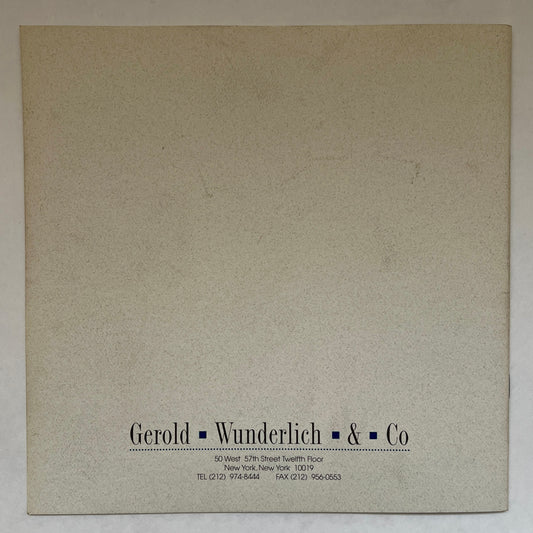 Gerold ▪ Wunderlich ▪ & ▪ Co
50 West 57th Street Twelfth Floor
New York, New York 10019
TEL (212) 974-8444 FAX (212) 956-0553